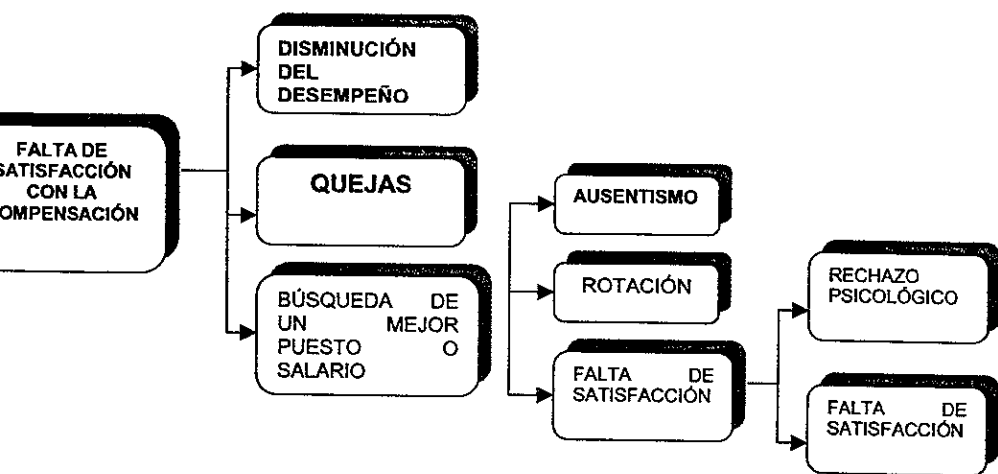 DISMINUCIÓN
DEL
DESEMPEÑO
FALTA DE
SATISFACCIÓN
CON LA
OMPENSACIÓN
QUEJAS
BÚSQUEDA DE
UN MEJOR
PUESTO O
SALARIO
AUSENTISMO
ROTACIÓN
FALTA DE
SATISFACCIÓN
RECHAZO
PSICOLÓGICO
FALTA DE
SATISFACCIÓN